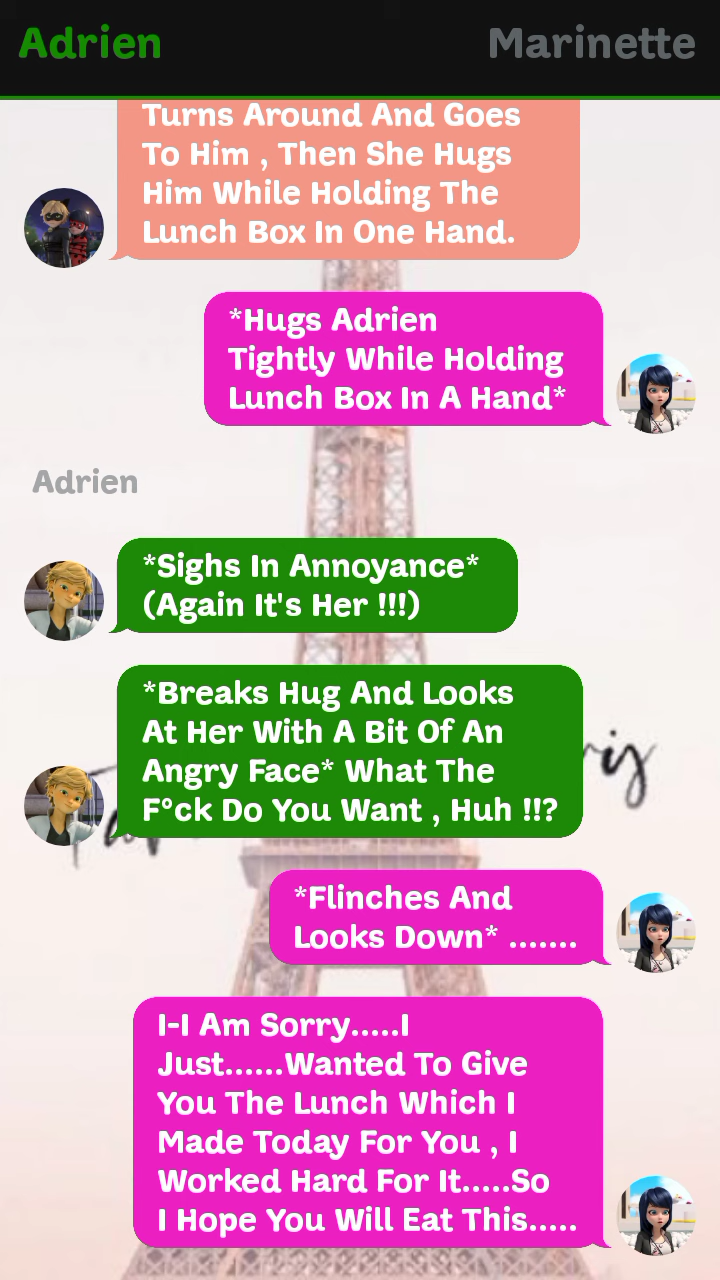 Adrien
Marinette
Turns Around And Goes
To Him , Then She Hugs
Him While Holding The
Lunch Box In One Hand.
*Hugs Adrien
Tightly While Holding
Lunch Box In A Hand*
Adrien
*Sighs In Annoyance*
(Again It's Her !!!)
*Breaks Hug And Looks
At Her With A Bit Of An
Angry Face* What The
F°ck Do You Want , Huh !!?
*Flinches And
Looks Down* .......
I-I Am Sorry.....I
Just......Wanted To Give
You The Lunch Which I
Made Today For You , I
Worked Hard For It.....So
I Hope You Will Eat This.....